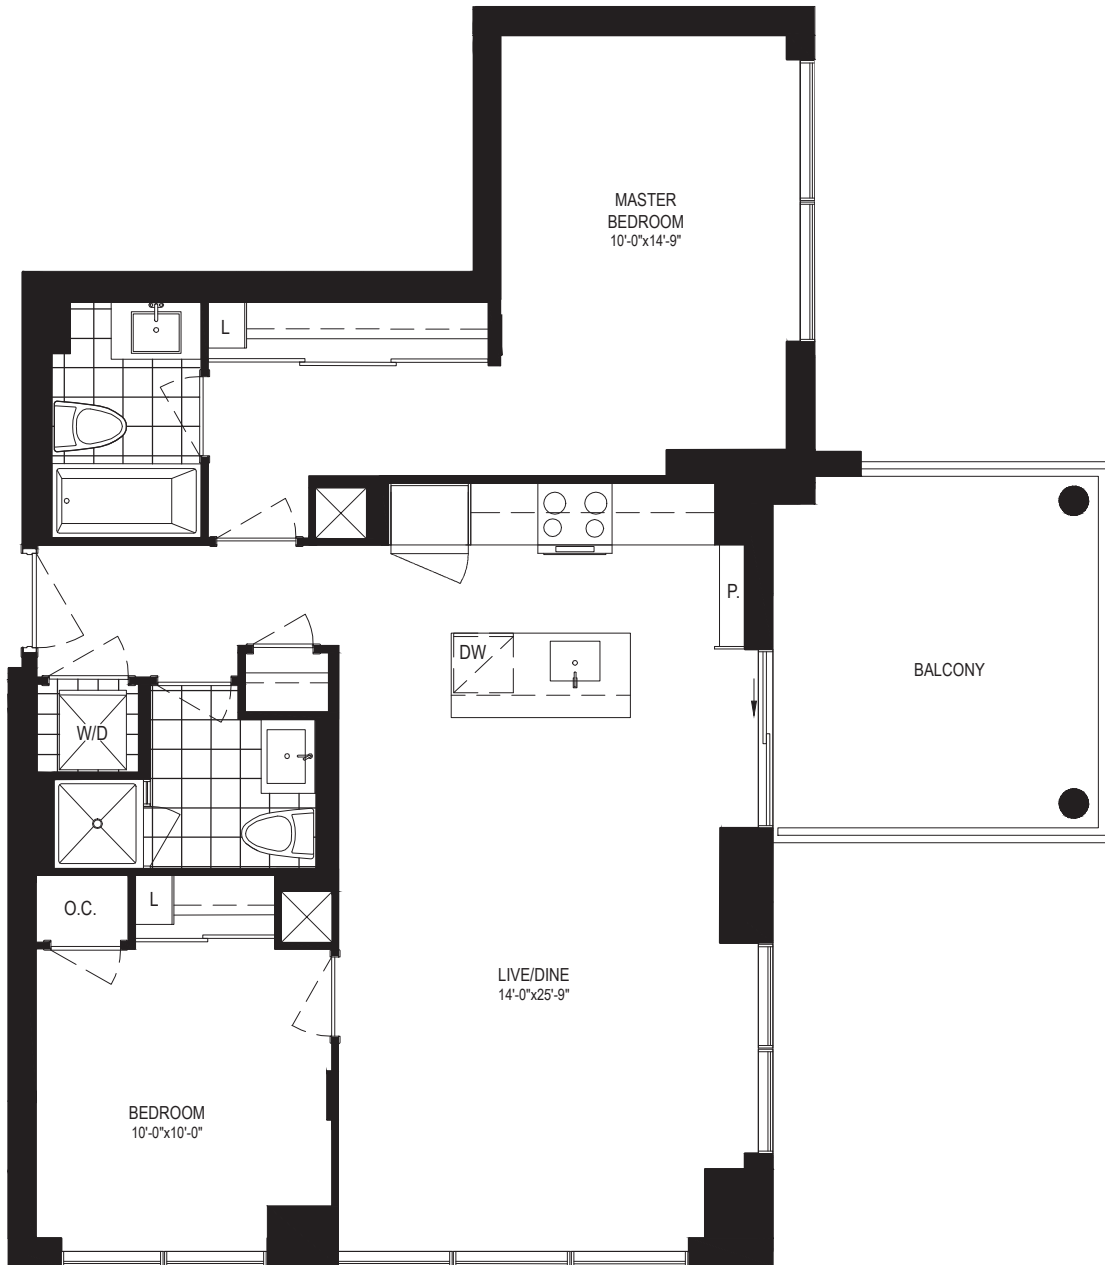 MASTER
BEDROOM
10'-0"x14'-9"
L
P.
DW
BALCONY
W/D
L
O.C.
LIVE/DINE
14'-0"x25'-9"
BEDROOM
10'-0"x10'-0"